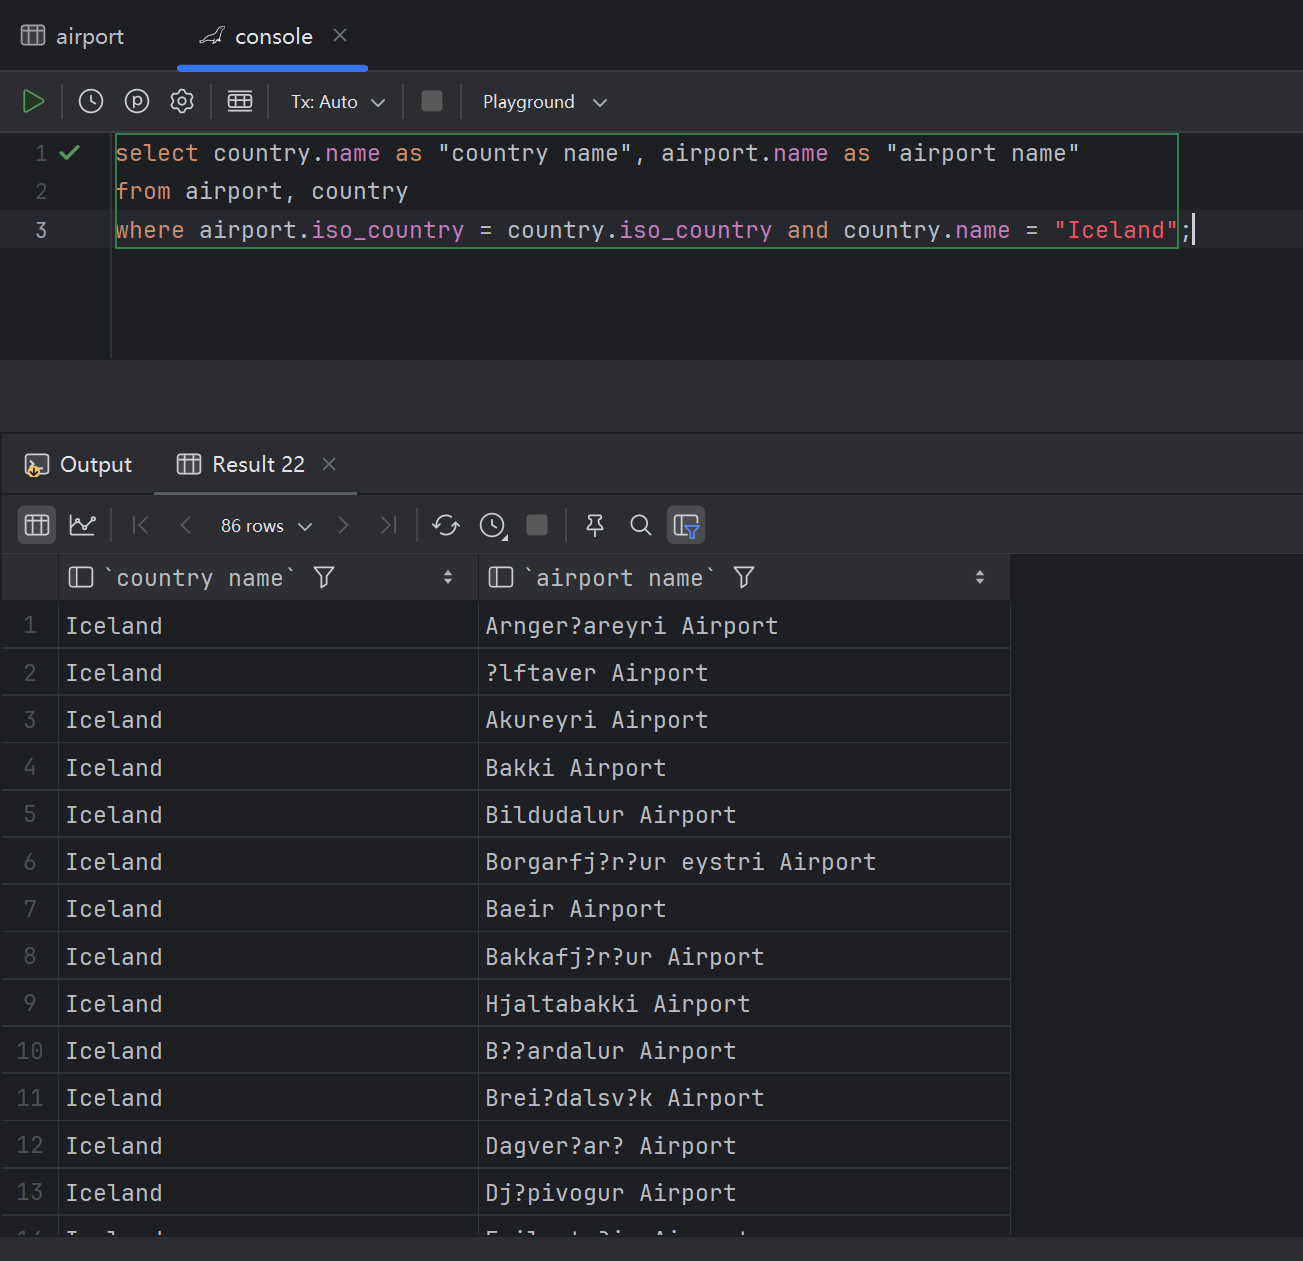 airport console
Tx: Auto Playground
1 select country.name as "country name", airport.name as "airport name"
2 from airport, country
3 where airport.iso_country = country.iso_country and country.name = "Iceland";
Output Result 22
86 rows
`country name` `airport name`
1 Iceland Arnger?areyri Airport
2 Iceland ?lftaver Airport
3 Iceland Akureyri Airport
4 Iceland Bakki Airport
5 Iceland Bildudalur Airport
6 Iceland Borgarfj?r?ur eystri Airport
7 Iceland Baeir Airport
8 Iceland Bakkafj?r?ur Airport
9 Iceland Hjaltabakki Airport
10 Iceland B??ardalur Airport
11 Iceland Brei?dalsv?k Airport
12 Iceland Dagver?ar? Airport
13 Iceland Dj?pivogur Airport